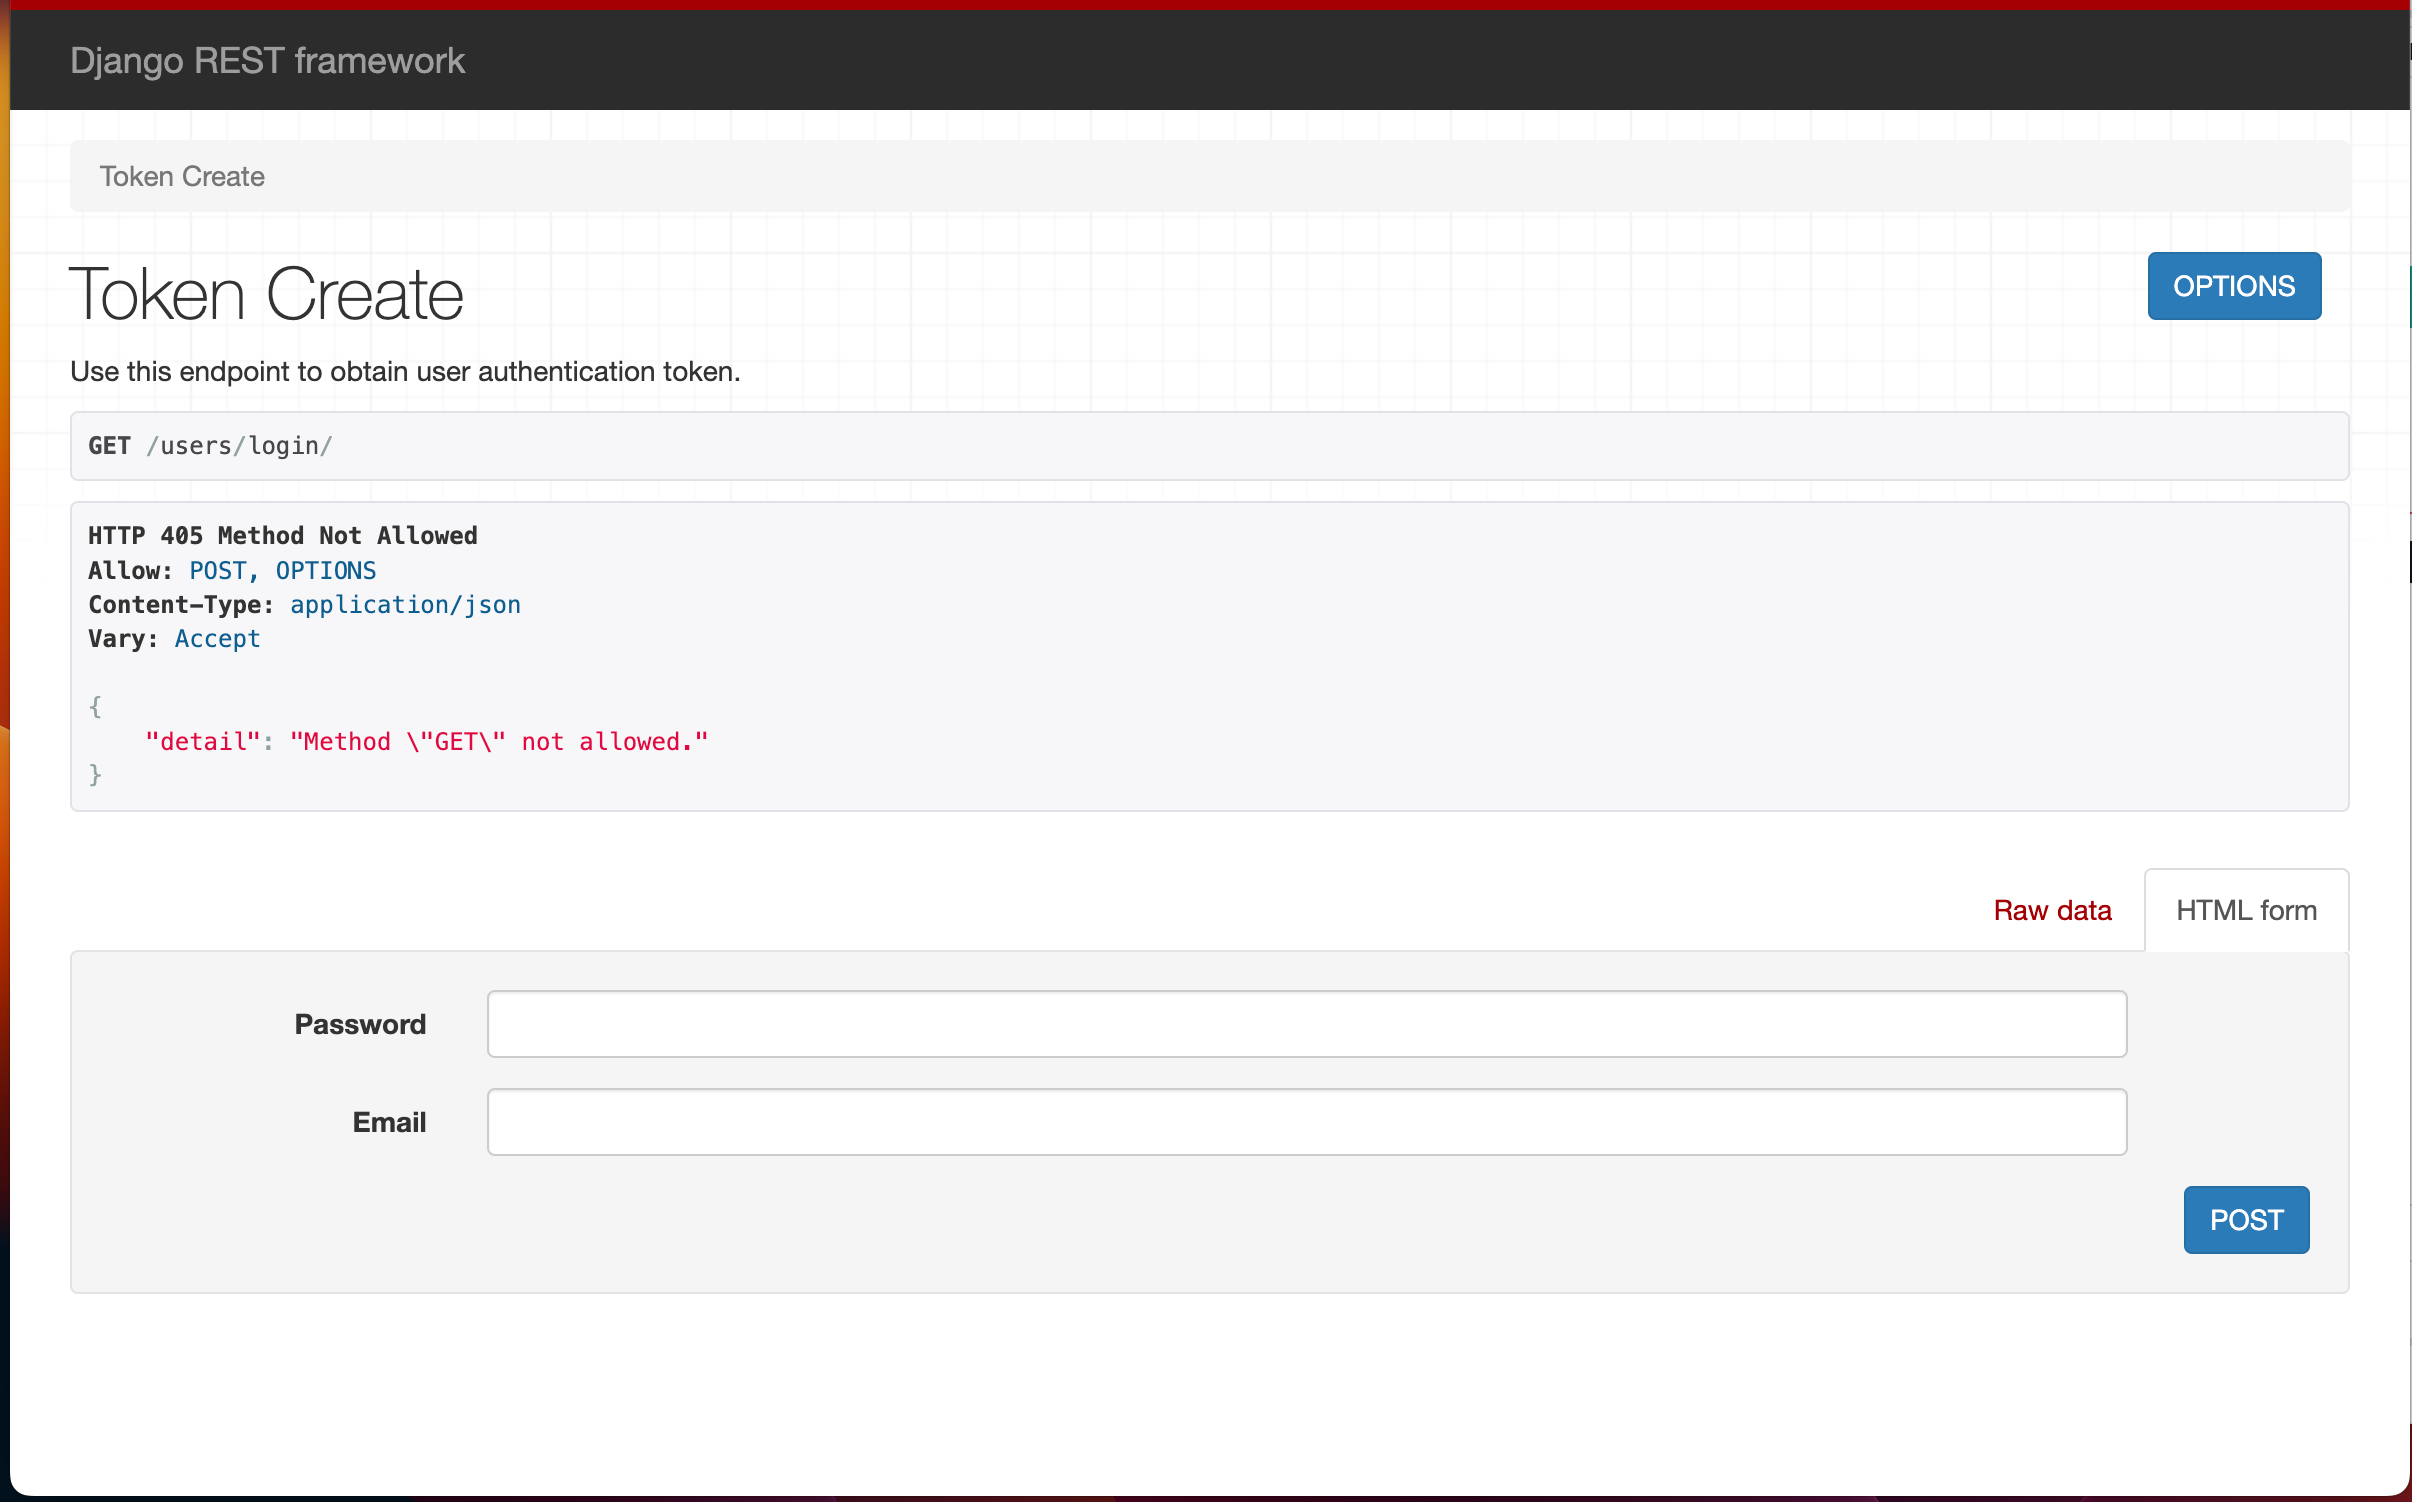 Django REST framework
Token Create
Token Create
OPTIONS
Use this endpoint to obtain user authentication token.
GET /users/login/
HTTP 405 Method Not Allowed
Allow: POST, OPTIONS
Content-Type: application/json
Vary: Accept
{
"detail": "Method \"GET\" not allowed."
}
Raw data
HTML form
Password
Email
POST